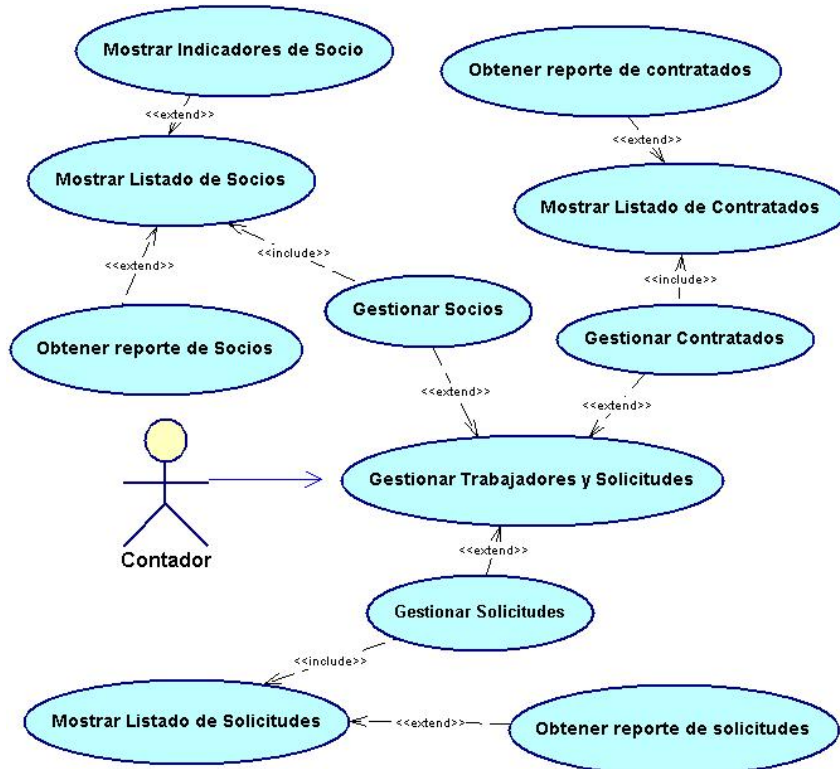 Mostrar Indicadores de Socio
Obtener reporte de contratados
<<extend>>
<<extend>>
Mostrar Listado de Socios
Mostrar Listado de Contratados
<<extend>>
<<include>>
<<include>>
Gestionar Socios
Gestionar Contratados
Obtener reporte de Socios
<<extend>>
<<extend>>
Gestionar Trabajadores y Solicitudes
Contador
<<extend>>
Gestionar Solicitudes
<<include>>
Mostrar Listado de Solicitudes
<<extend>>
Obtener reporte de solicitudes